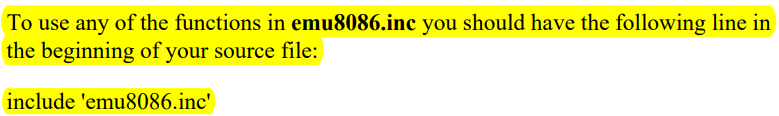 To use any of the functions in emu8086.inc you should have the following line in
the beginning of your source file:
include 'emu8086.inc'